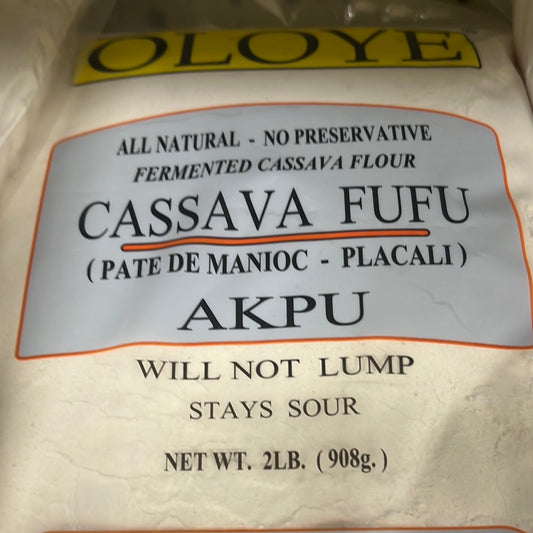 OLOYE
ALL NATURAL - NO PRESERVATIVE
FERMENTED CASSAVA FLOUR
CASSAVA FUFU
(PATE DE MANIOC - PLACALI)
AKPU
WILL NOT LUMP
STAYS SOUR
NET WT. 2LB. (908g.)